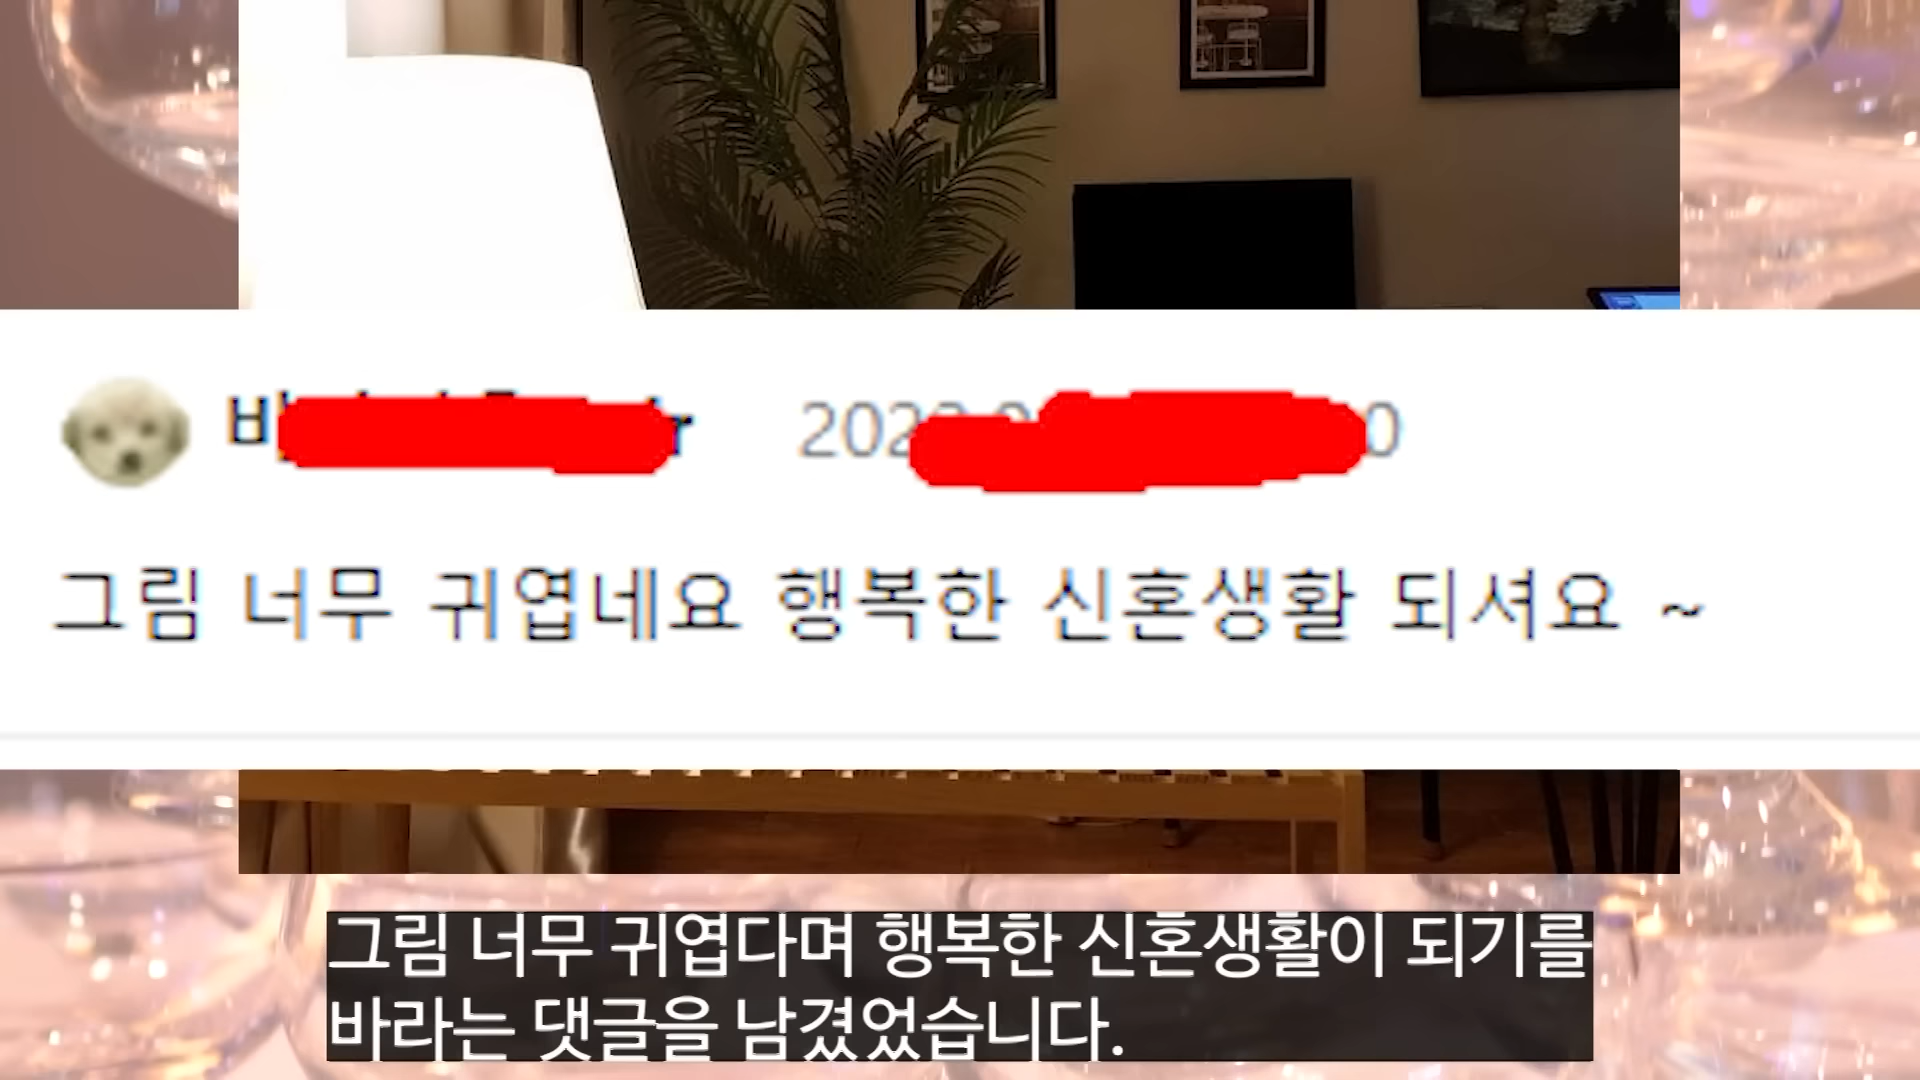 그림 너무 귀엽네요 행복한 신혼생활 되셔요 ~
그림 너무 귀엽다며 행복한 신혼생활이 되기를
바라는 댓글을 남겼었습니다.